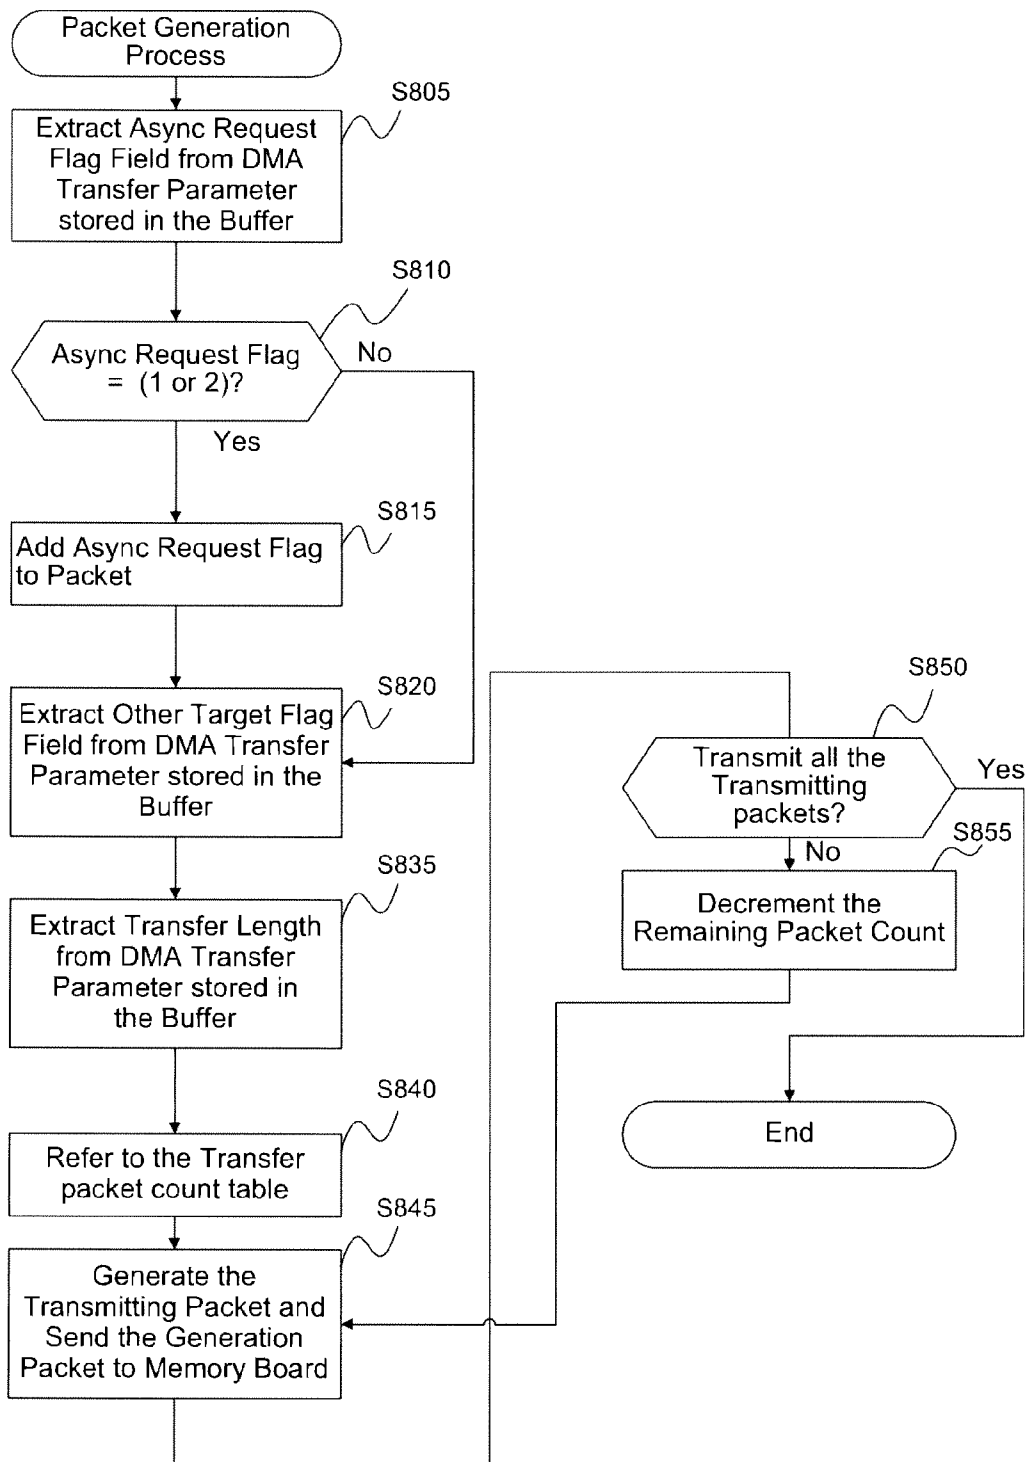 Packet Generation
Process
S805
Extract Async Request
Flag Field from DMA
Transfer Parameter
stored in the Buffer
S810
Async Request Flag
= (1 or 2)?
No
Yes
S815
Add Async Request Flag
to Packet
S820
Extract Other Target Flag
Field from DMA Transfer
Parameter stored in the
Buffer
S835
Extract Transfer Length
from DMA Transfer
Parameter stored in
the Buffer
S840
Refer to the Transfer
packet count table
S845
Generate the
Transmitting Packet and
Send the Generation
Packet to Memory Board
S850
Transmit all the
Transmitting
packets?
Yes
No
S855
Decrement the
Remaining Packet Count
End